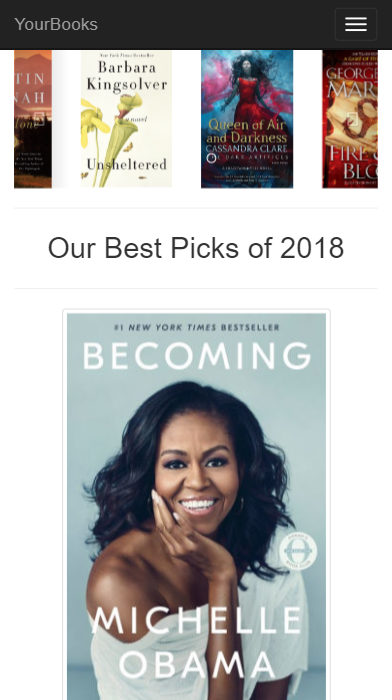 YourBooks
TIN
NAH
Barbara
Kingsolver
a novel
Unsheltered
Queen of Air
and Darkness
CASSANDRA CLARE
THE DARK ARTIFICES
GEORGE
MAR
FIRE &
BLO
Our Best Picks of 2018
#1 NEW YORK TIMES BESTSELLER
BECOMING
MICHELLE
OBAMA